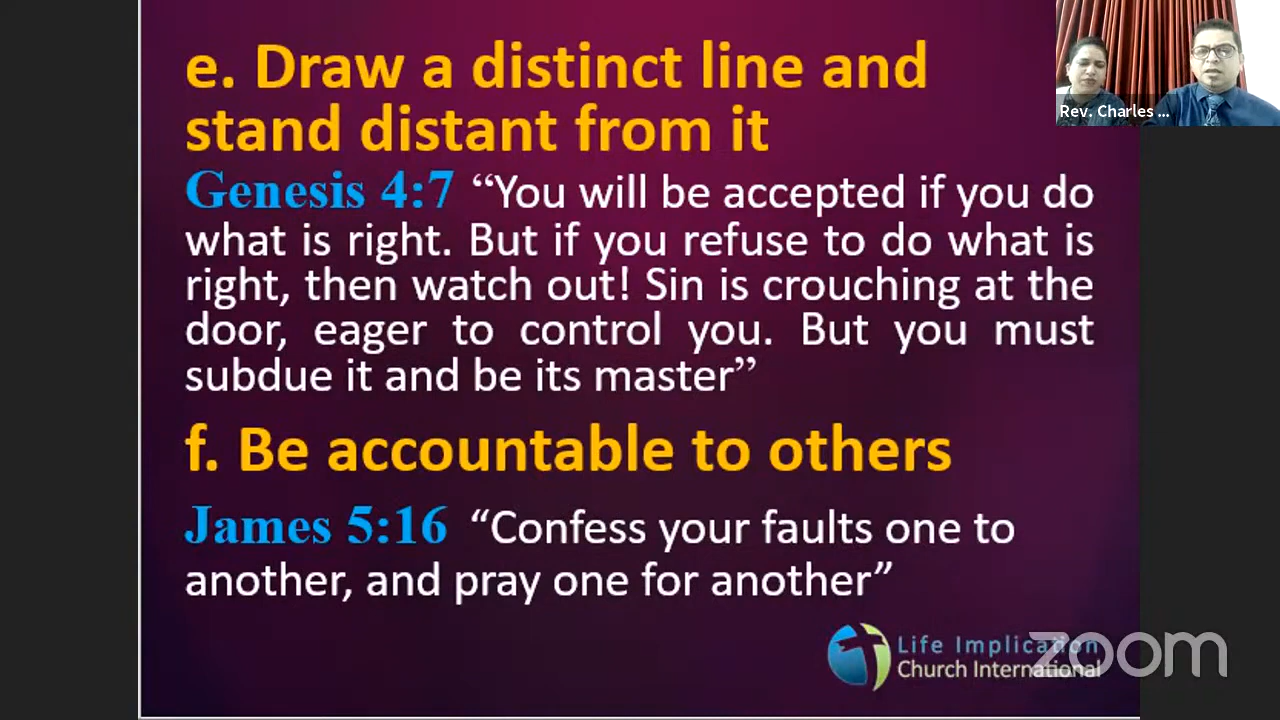 e. Draw a distinct line and
stand distant from it
Genesis 4:7 “You will be accepted if you do
what is right. But if you refuse to do what is
right, then watch out! Sin is crouching at the
door, eager to control you. But you must
subdue it and be its master”
f. Be accountable to others
James 5:16 “Confess your faults one to
another, and pray one for another”
Rev. Charles ...
Life Implication
Church International
zoom